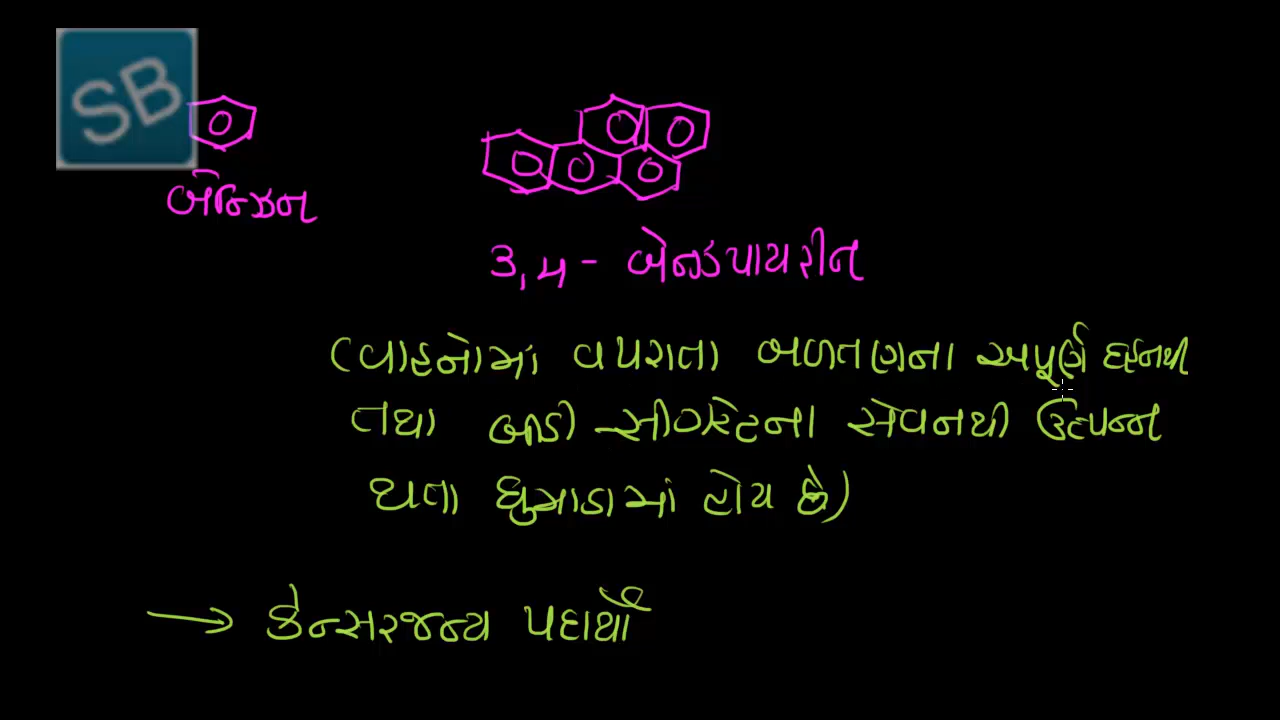 SB
બેન્ઝિન
3,4 - બેન્ઝપાયરીન
(વાહનોમાં વપરાતા બળતણના અપૂર્ણ દહનથી
તથા બીડી સીગરેટના સેવનથી ઉત્પન્ન
થતા ધુમાડામાં હોય છે)
→ કેન્સરજન્ય પદાર્થો